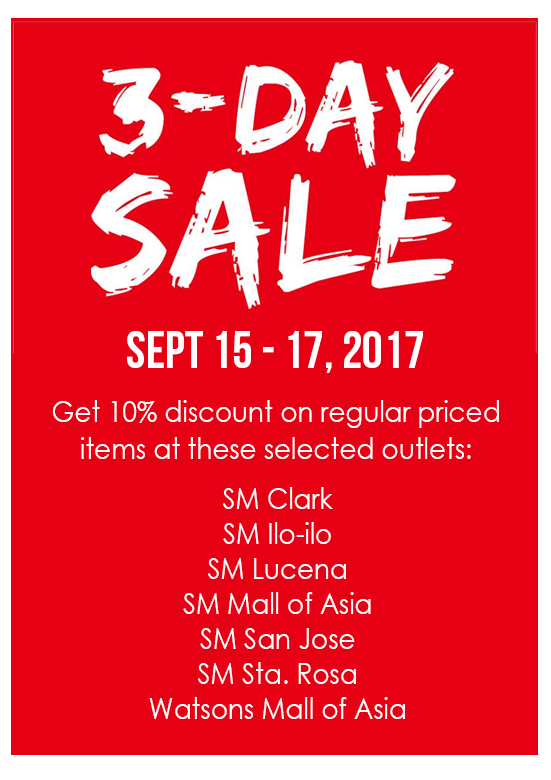 3-DAY
SALE
SEPT 15 - 17, 2017
Get 10% discount on regular priced
items at these selected outlets:
SM Clark
SM Ilo-ilo
SM Lucena
SM Mall of Asia
SM San Jose
SM Sta. Rosa
Watsons Mall of Asia